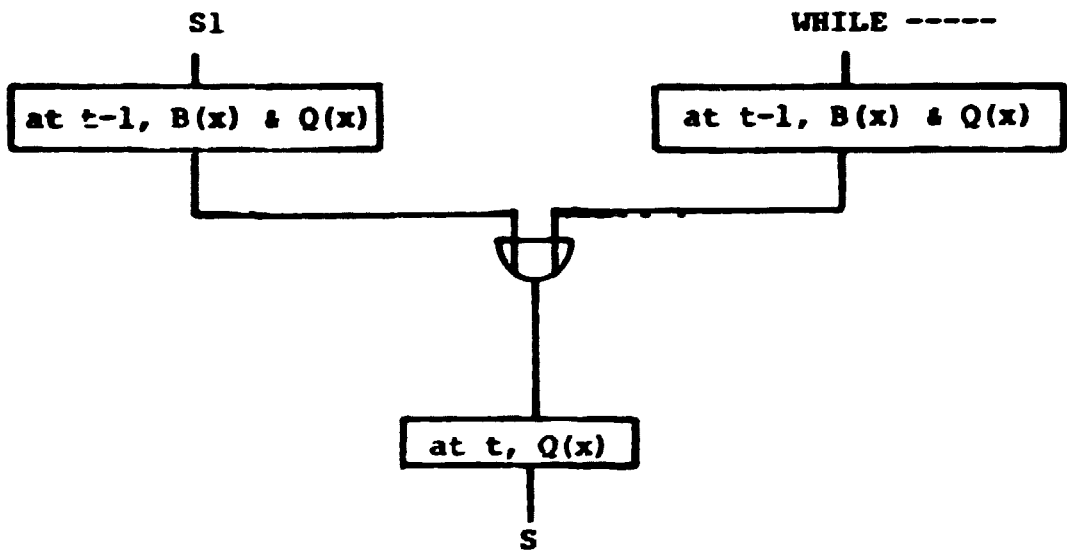 S1
WHILE -----
at t-1, B(x) & Q(x)
at t-1, B(x) & Q(x)
at t, Q(x)
S